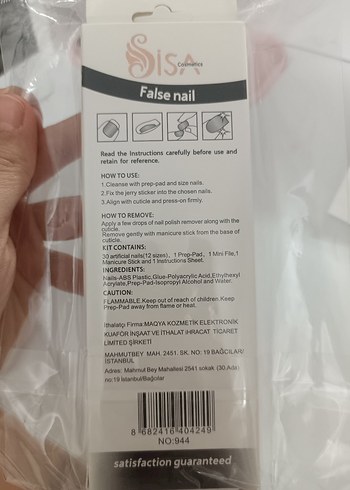 SISA
Cosmetics
False nail
Read the Instructions carefully before use and
retain for reference.
HOW TO USE:
1.Cleanse with prep-pad and size nails.
2.Fix the jerry sticker into the chosen nails.
3.Align with cuticle and press-on firmly.
HOW TO REMOVE:
Apply a few drops of nail polish remover along with the
cuticle.
Remove gently with manicure stick from the base of
cuticle.
KIT CONTAINS:
30 artificial nails(12 sizes), 1 Prep-Pad, 1 Mini File,1
Manicure Stick and 1 Instructions Sheet.
INGREDIENTS:
Nails-ABS Plastic,Glue-Polyacrylic Acid,Ethylhexyl
Acrylate,Prep-Pad-Isopropyl Alcohol and Water.
CAUTION:
FLAMMABLE.Keep out of reach of children.Keep
Prep-Pad away from flame or heat.
Ithalatçı Firma:MAQYA KOZMETİK ELEKTRONİK
KUAFÖR İNŞAAT VE İTHALAT İHRACAT TİCARET
LİMİTED ŞİRKETİ
MAHMUTBEY MAH. 2451. SK. NO: 19 BAĞCILAR/
İSTANBUL
Adres: Mahmut Bey Mahallesi 2541 sokak (30 Ada)
no:19 İstanbul/Bağcılar
8 682416 404249
NO:944
satisfaction guaranteed